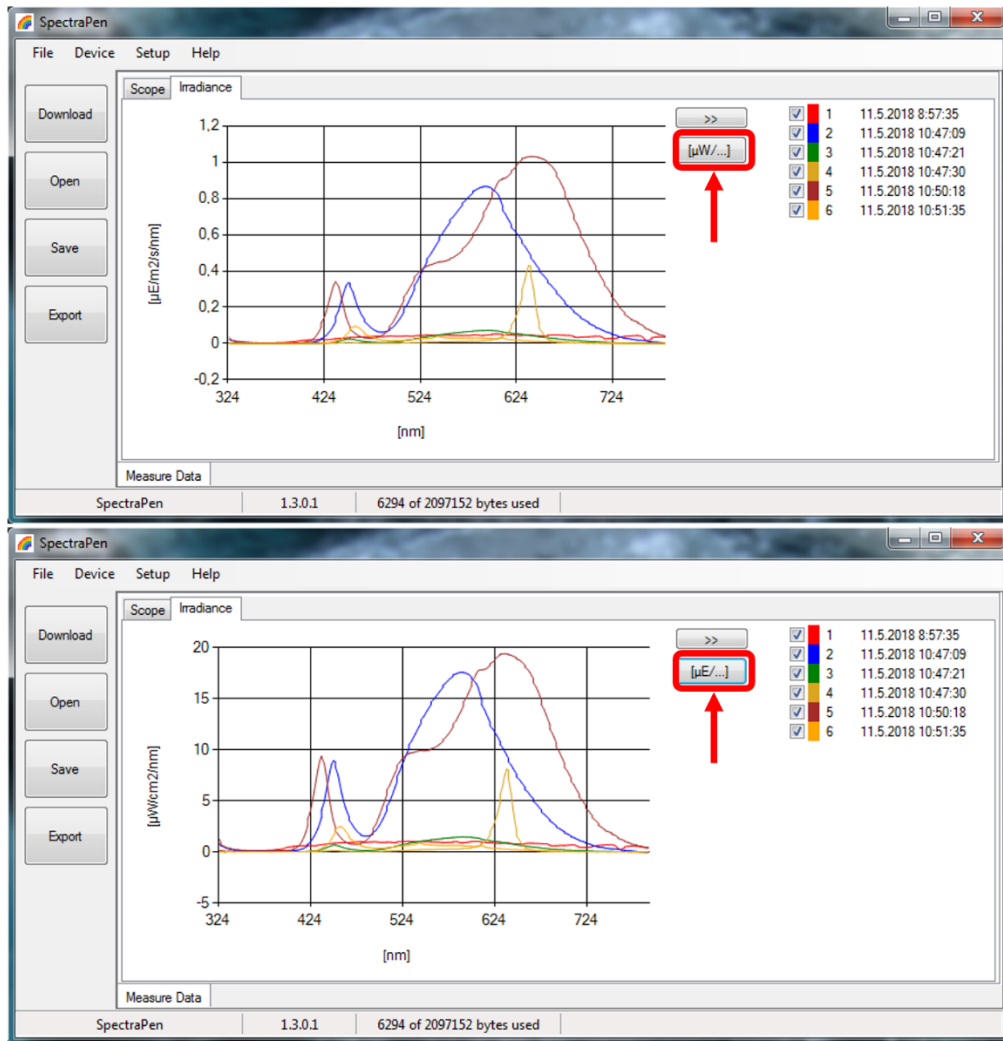 SpectraPen
File Device Setup Help
Download
Open
Save
Export
Scope Irradiance
1,2
1
0,8
0,6
0,4
0,2
0
-0,2
[µE/m2/s/nm]
324 424 524 624 724
[nm]
>>
[µW/...]
1 11.5.2018 8:57:35
2 11.5.2018 10:47:09
3 11.5.2018 10:47:21
4 11.5.2018 10:47:30
5 11.5.2018 10:50:18
6 11.5.2018 10:51:35
Measure Data
SpectraPen 1.3.0.1 6294 of 2097152 bytes used
SpectraPen
File Device Setup Help
Download
Open
Save
Export
Scope Irradiance
20
15
10
5
0
-5
[µW/cm2/nm]
324 424 524 624 724
[nm]
>>
[µE/...]
1 11.5.2018 8:57:35
2 11.5.2018 10:47:09
3 11.5.2018 10:47:21
4 11.5.2018 10:47:30
5 11.5.2018 10:50:18
6 11.5.2018 10:51:35
Measure Data
SpectraPen 1.3.0.1 6294 of 2097152 bytes used